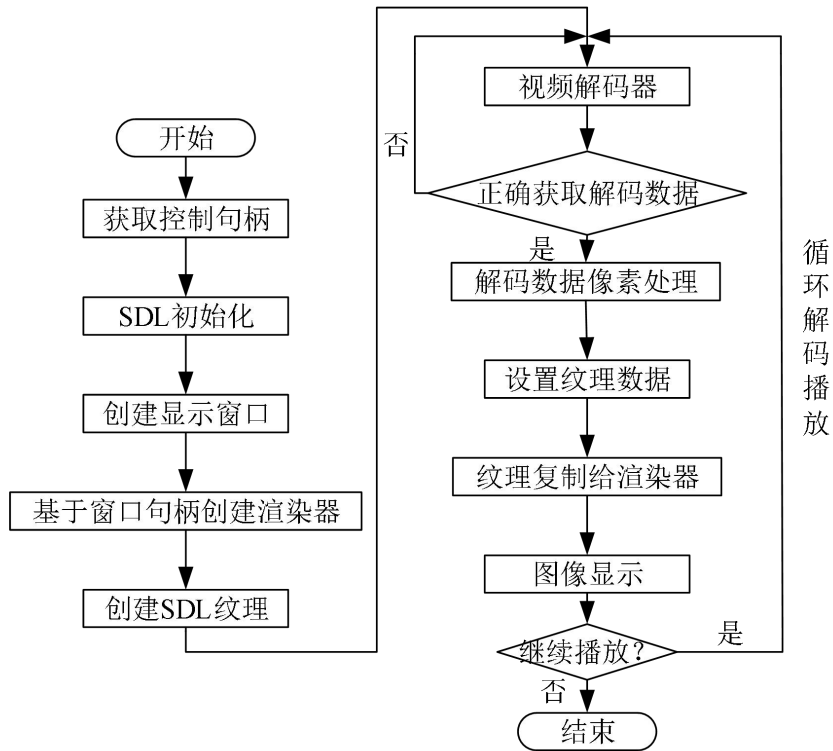 开始
获取控制句柄
SDL初始化
创建显示窗口
基于窗口句柄创建渲染器
创建SDL纹理
视频解码器
否
正确获取解码数据
是
解码数据像素处理
设置纹理数据
纹理复制给渲染器
图像显示
继续播放?
是
否
结束
循环解码播放